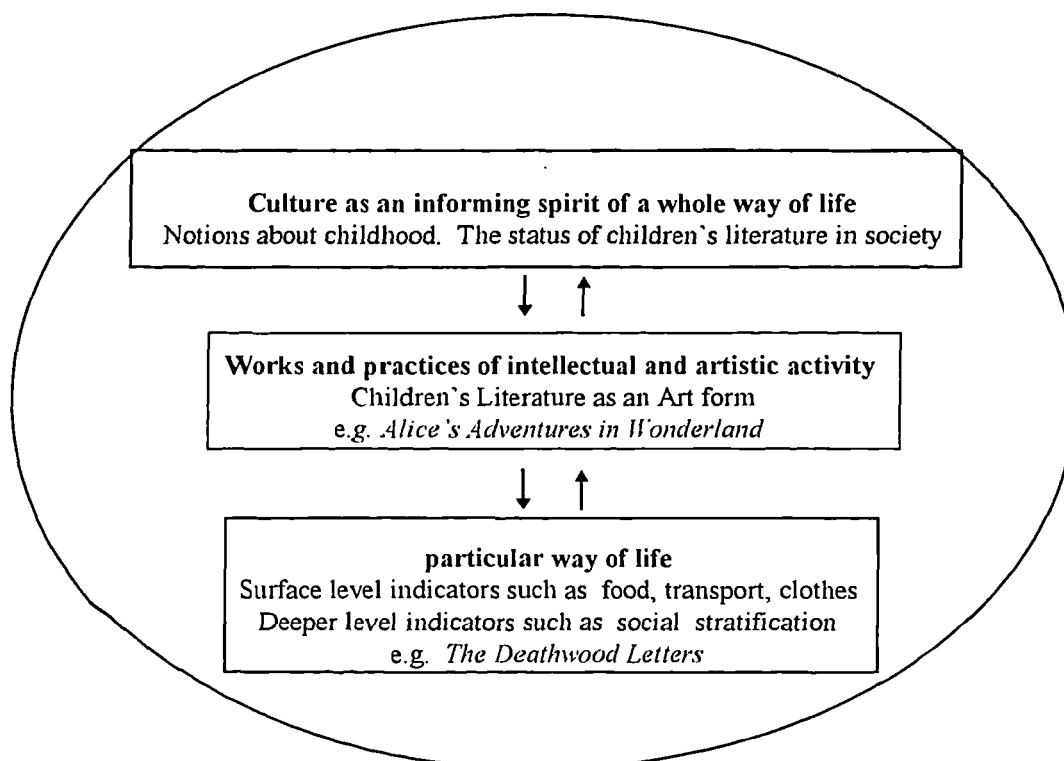 Culture as an informing spirit of a whole way of life
Notions about childhood. The status of children's literature in society
Works and practices of intellectual and artistic activity
Children's Literature as an Art form
e.g. Alice's Adventures in Wonderland
particular way of life
Surface level indicators such as food, transport, clothes
Deeper level indicators such as social stratification
e.g. The Deathwood Letters